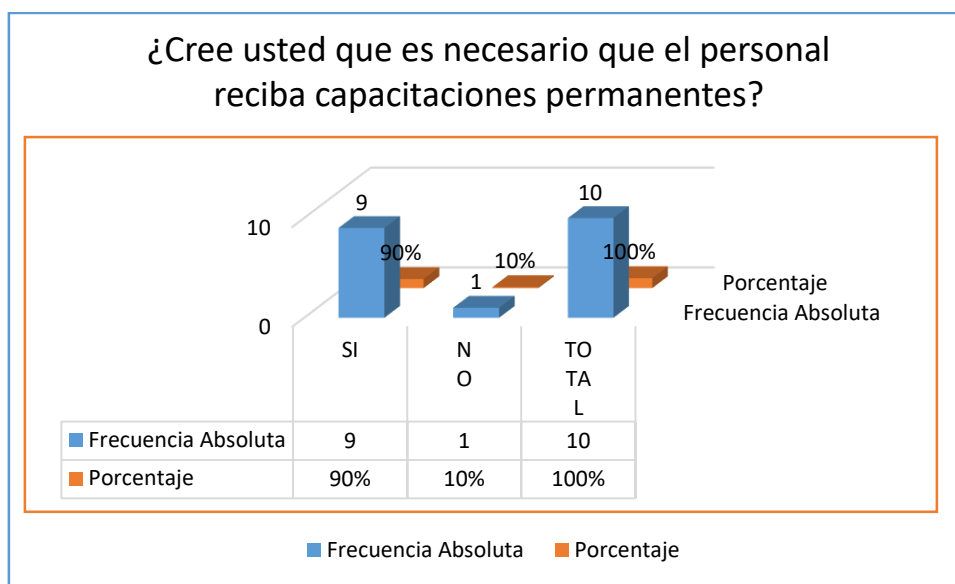 ¿Cree usted que es necesario que el personal
reciba capacitaciones permanentes?
10
0
9
90%
1
10%
10
100%
Porcentaje
Frecuencia Absoluta
SI
N
O
TO
TA
L
Frecuencia Absoluta 9 1 10
Porcentaje 90% 10% 100%
Frecuencia Absoluta Porcentaje